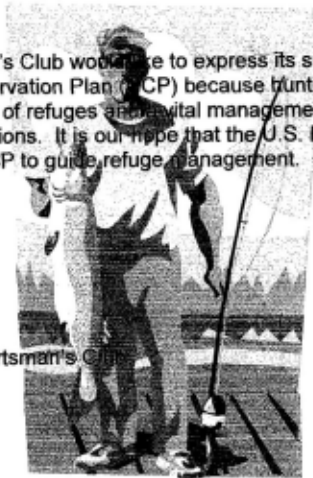 's Club would like to express its s
rvation Plan (CCP) because hunt
of refuges and a vital manageme
ions. It is our hope that the U.S. F
P to guide refuge management.
rtsman's Club